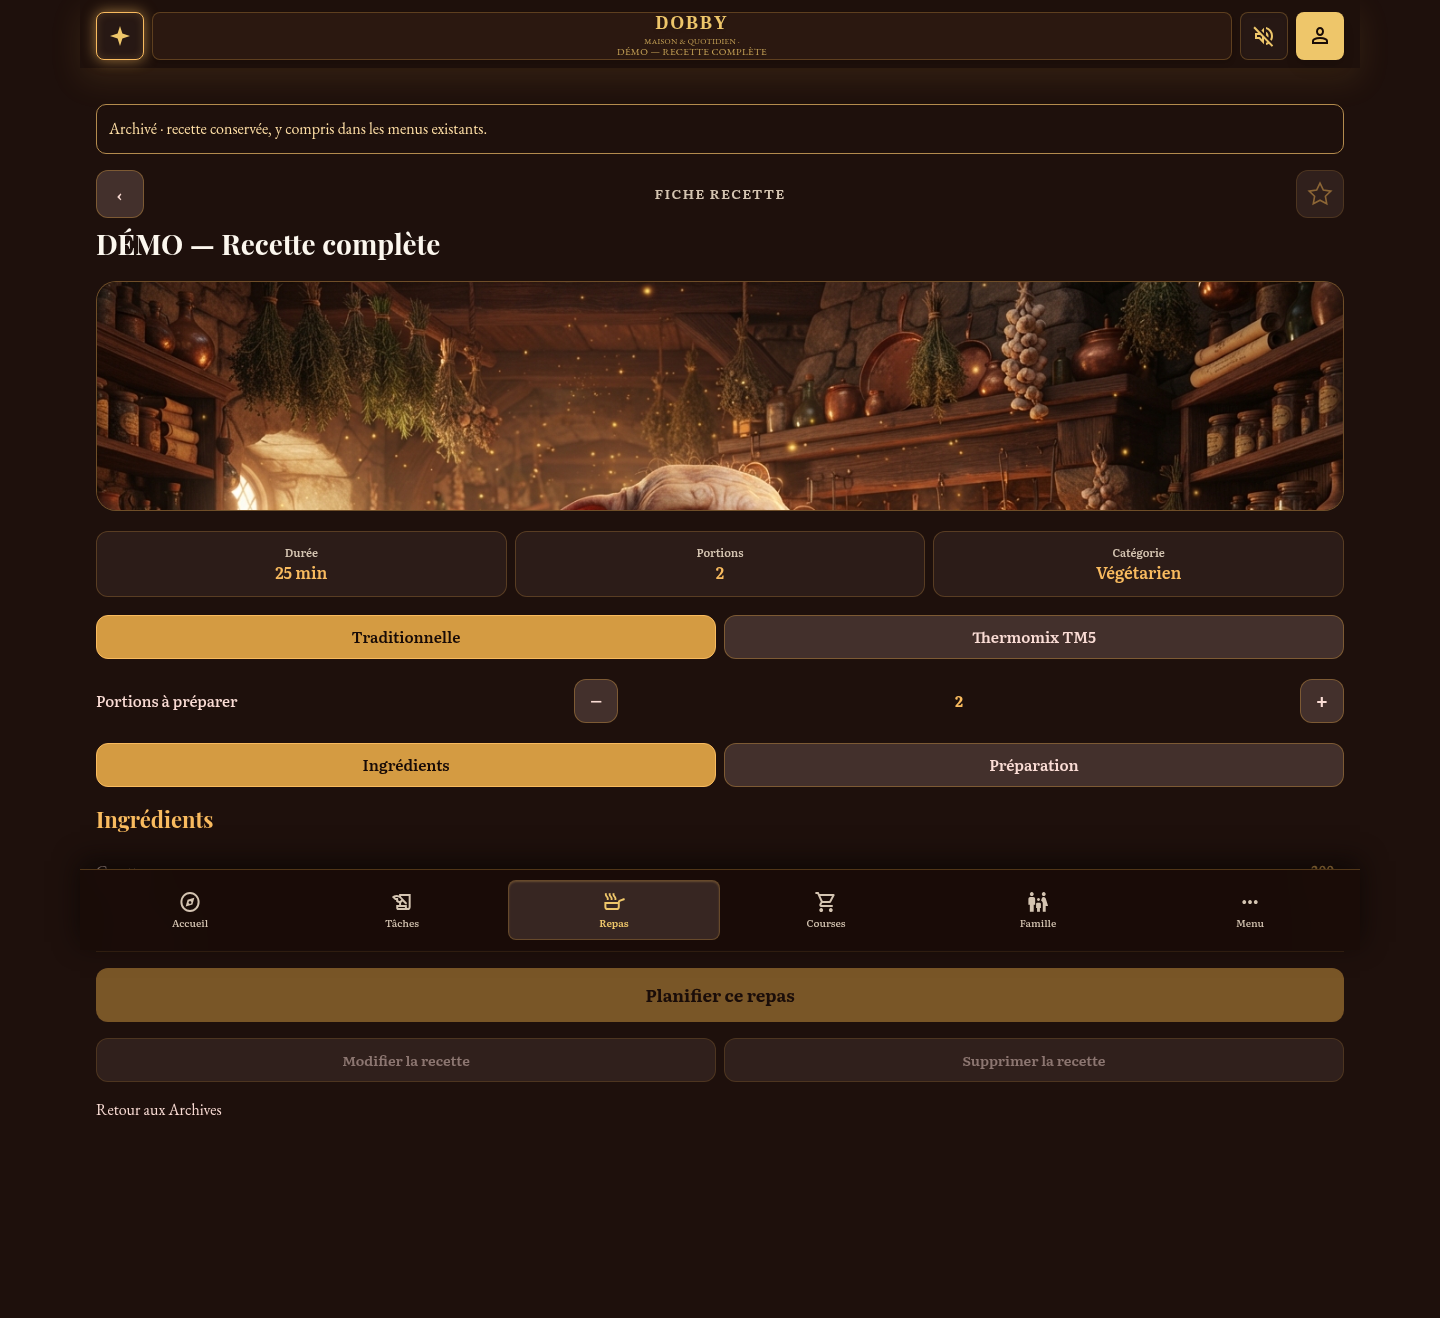 DOBBY
MAISON & QUOTIDIEN ·
DÉMO — RECETTE COMPLÈTE
Archivé · recette conservée, y compris dans les menus existants.
‹
FICHE RECETTE
DÉMO — Recette complète
Durée
25 min
Portions
2
Catégorie
Végétarien
Traditionnelle
Thermomix TM5
Portions à préparer
−
2
+
Ingrédients
Préparation
Ingrédients
Accueil
Tâches
Repas
Courses
Famille
Menu
Planifier ce repas
Modifier la recette
Supprimer la recette
Retour aux Archives